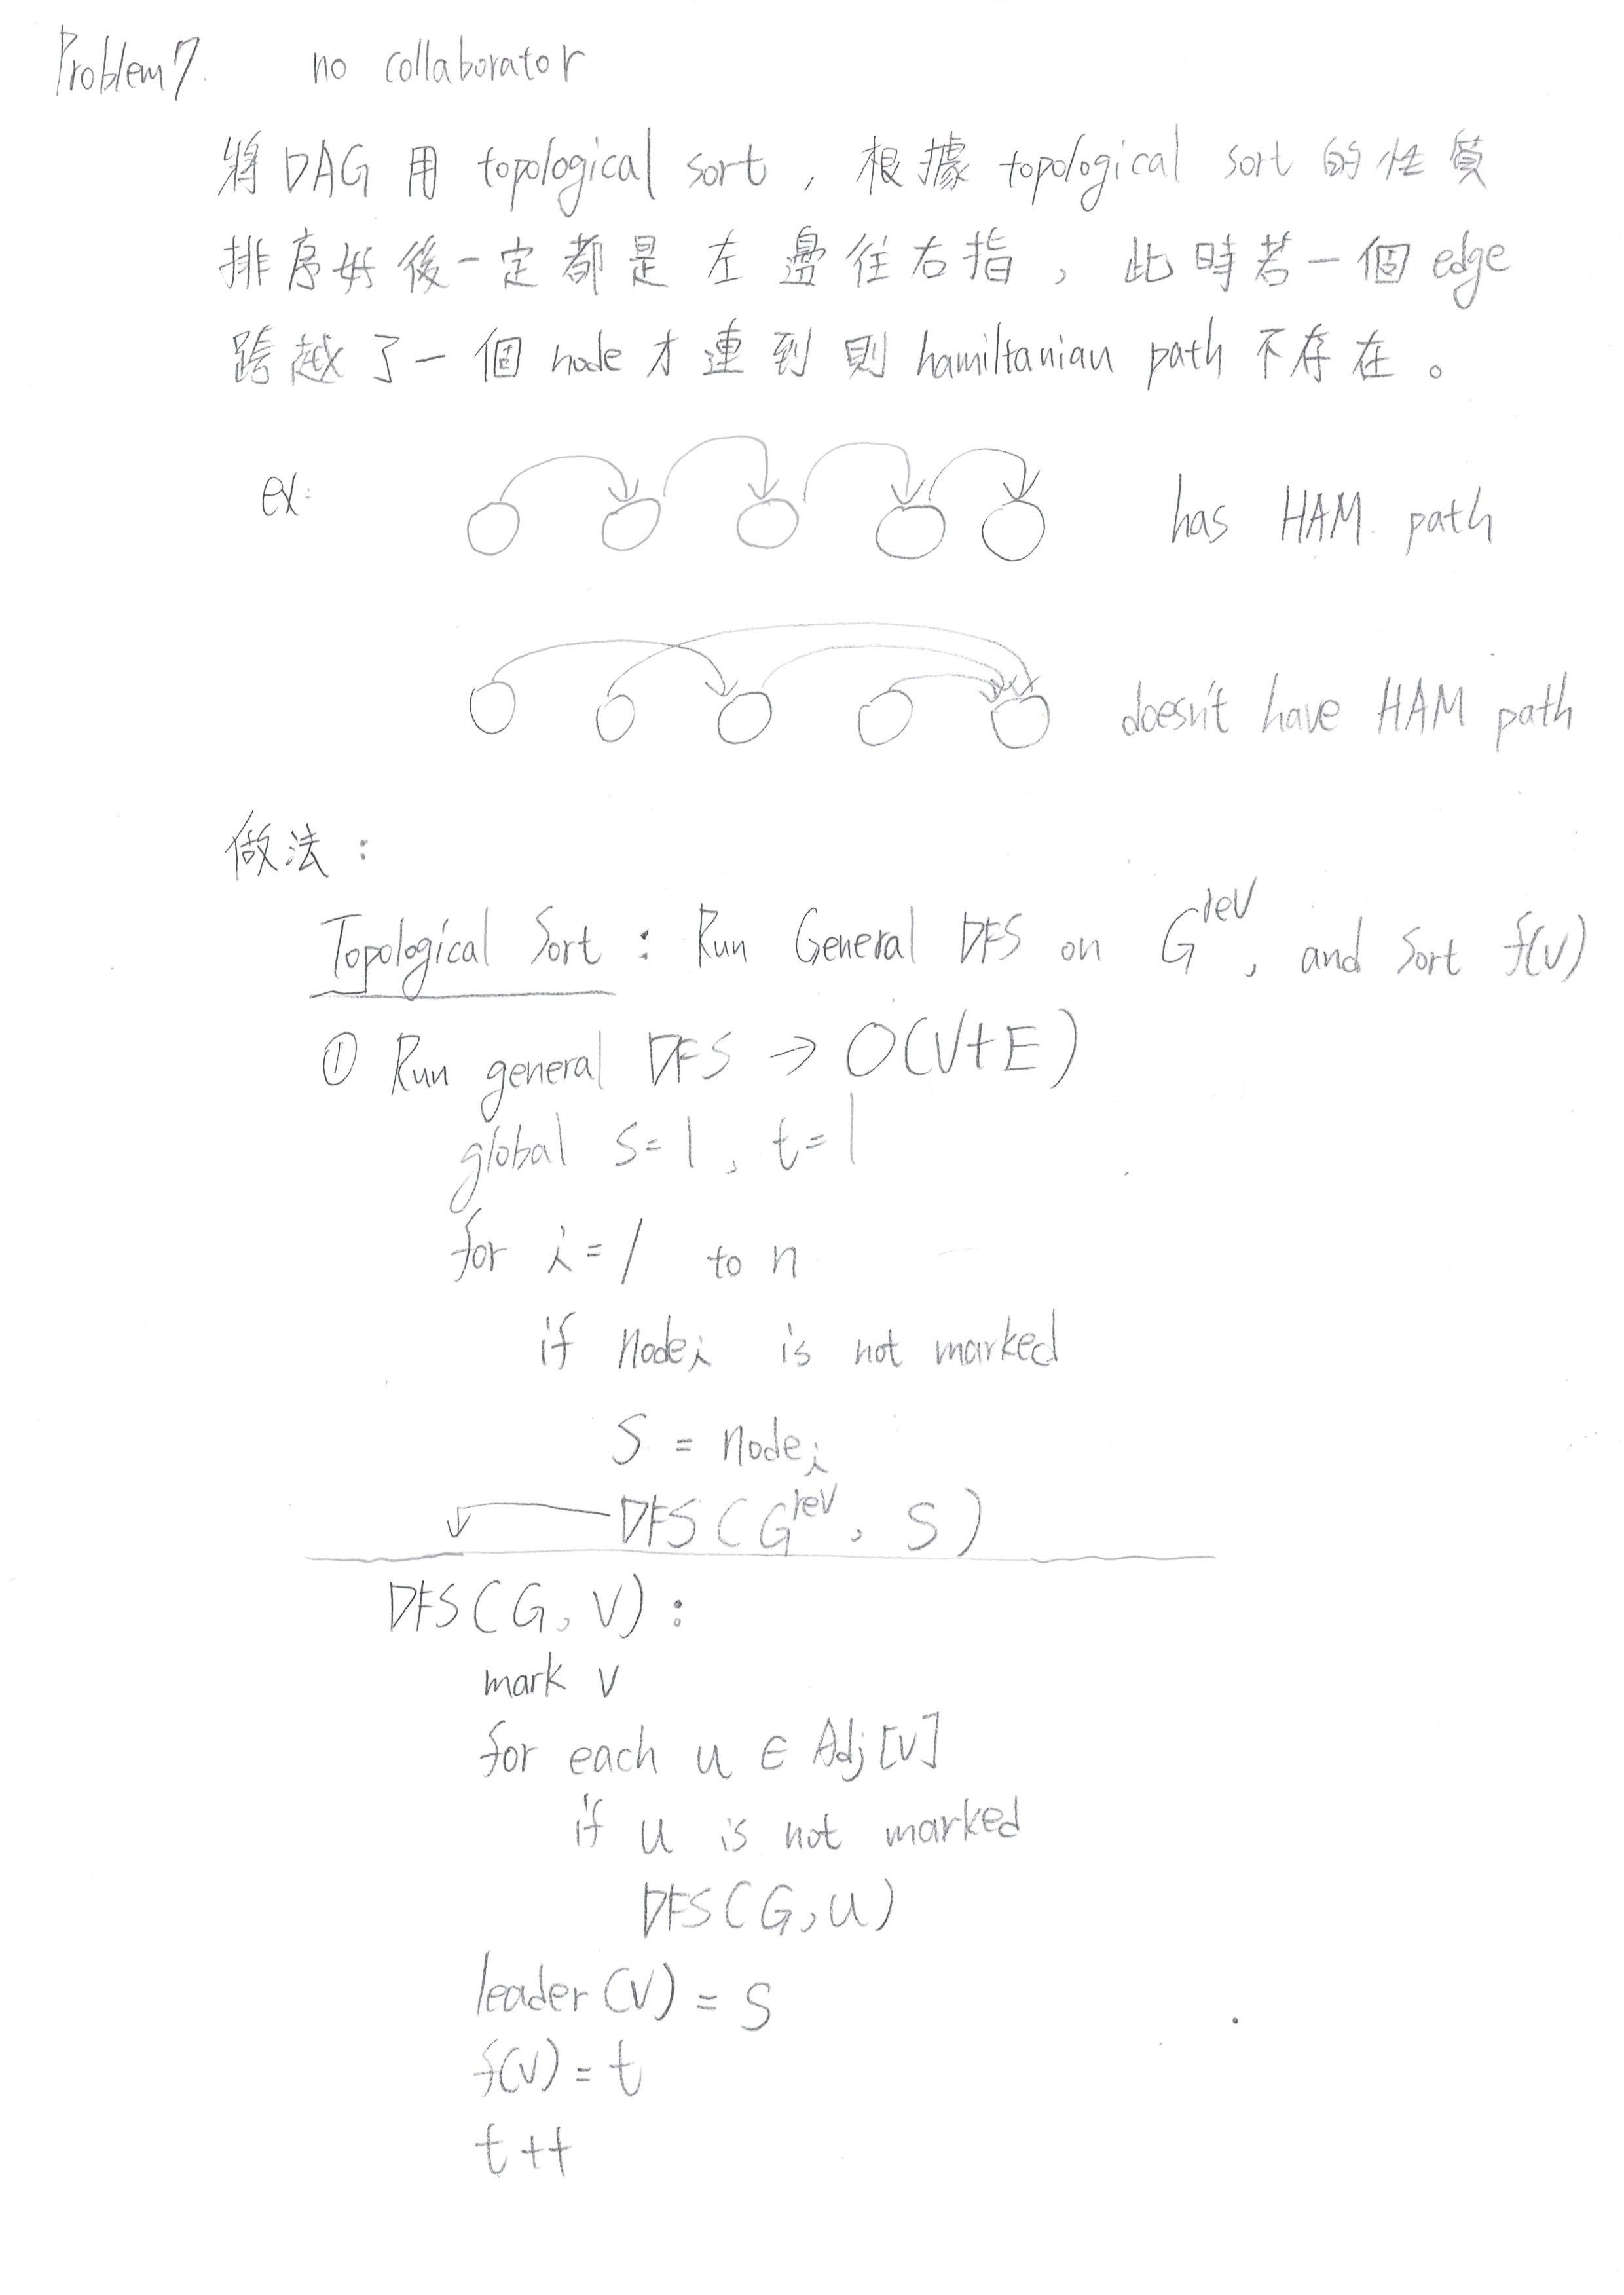 Problem 7. no collaborator
將 DAG 用 topological sort , 根據 topological sort 的性質
排序好後一定都是 左邊往右指 , 此時若一個 edge
跨越了一個 node 才連到 則 hamiltanian path 不存在。
ex: has HAM. path
doesn't have HAM path
做法 :
Topological Sort : Run General DFS on G^rev , and sort f(v)
① Run general DFS → O(V+E)
global s=1 , t=1
for i=1 to n
if node_i is not marked
S = node_i
DFS(G^rev, S)
DFS(G, V) :
mark v
for each u ∈ Adj[v]
if u is not marked
DFS(G, u)
leader(v) = S
f(v) = t
t++